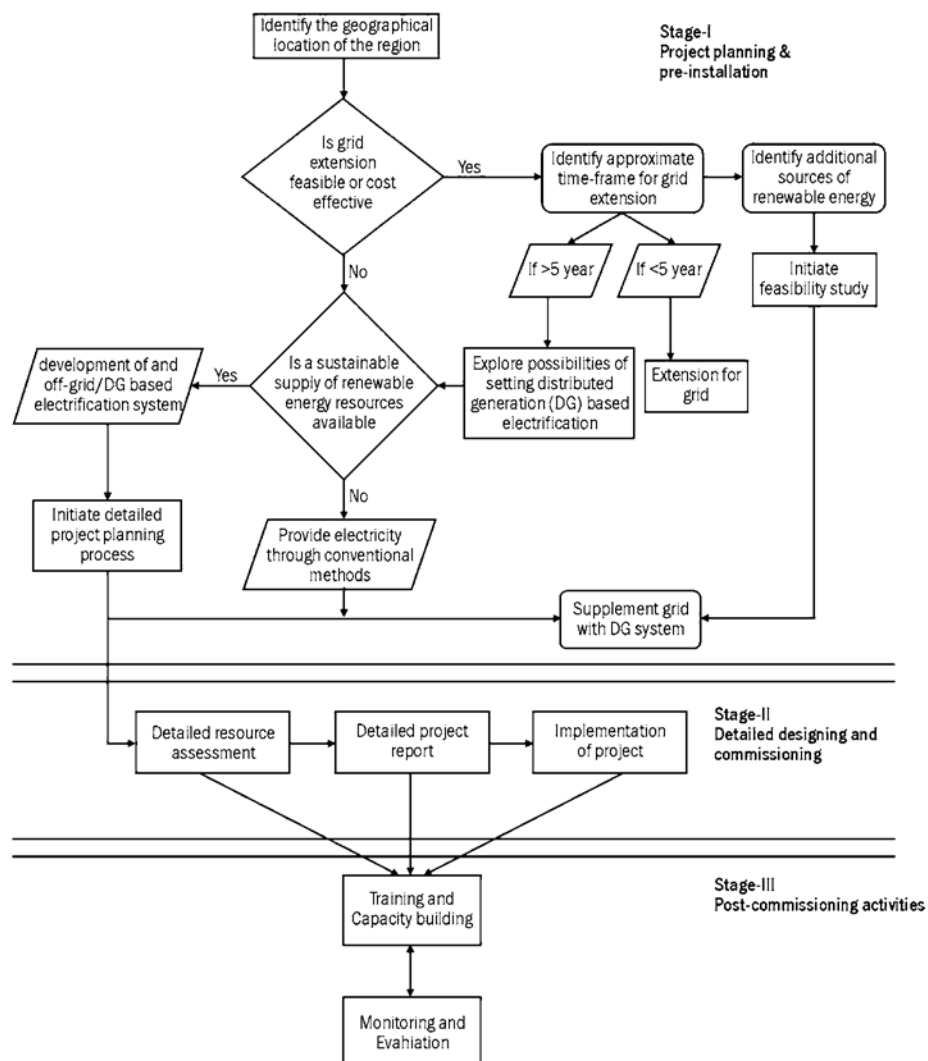 Identify the geographical
location of the region
Stage-I
Project planning &
pre-installation
Is grid
extension
feasible or cost
effective
Yes
Identify approximate
time-frame for grid
extension
Identify additional
sources of
renewable energy
No
If >5 year
If <5 year
Initiate
feasibility study
development of and
off-grid/DG based
electrification system
Yes
Is a sustainable
supply of renewable
energy resources
available
Explore possibilities of
setting distributed
generation (DG) based
electrification
Extension for
grid
No
Initiate detailed
project planning
process
Provide electricity
through conventional
methods
Supplement grid
with DG system
Stage-II
Detailed designing and
commissioning
Detailed resource
assessment
Detailed project
report
Implementation
of project
Stage-III
Post-commissioning activities
Training and
Capacity building
Monitoring and
Evahiation